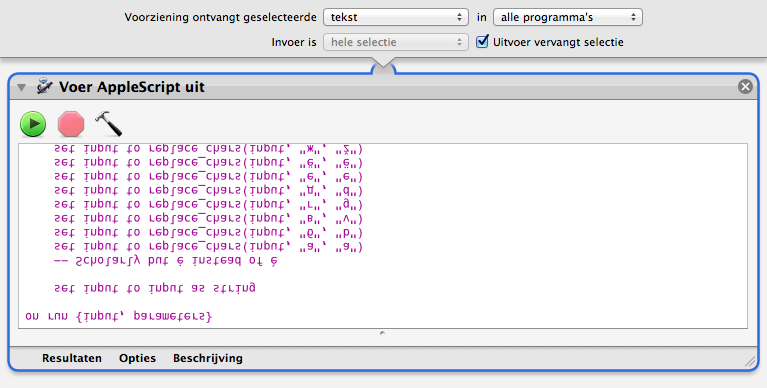 Voorziening ontvangt geselecteerde tekst in alle programma's
Invoer is hele selectie Uitvoer vervangt selectie
Voer AppleScript uit
on run {input, parameters}
set input to input as string
-- Scholarly but instead of
set input to replace_chars(input, "а", "a")
set input to replace_chars(input, "б", "b")
set input to replace_chars(input, "в", "v")
set input to replace_chars(input, "г", "g")
set input to replace_chars(input, "д", "d")
set input to replace_chars(input, "е", "e")
set input to replace_chars(input, "ё", "ë")
set input to replace_chars(input, "ж", "ž")
Resultaten Opties Beschrijving